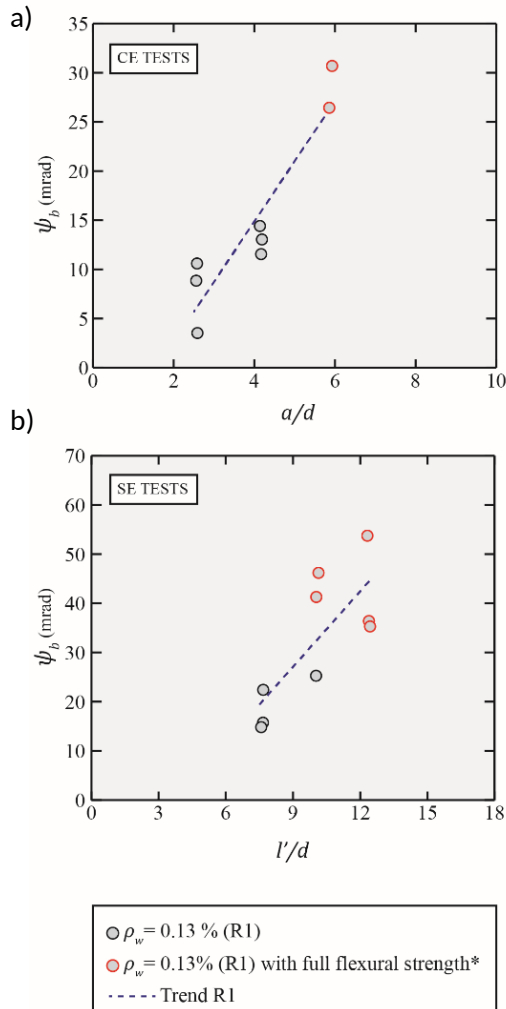 a)
35
30
25
20
15
10
5
0
CE TESTS
ψb (mrad)
0 2 4 6 8 10
a/d
b)
70
60
50
40
30
20
10
0
SE TESTS
ψb (mrad)
0 3 6 9 12 15 18
l'/d
ρw= 0.13 % (R1)
ρw= 0.13% (R1) with full flexural strength*
Trend R1